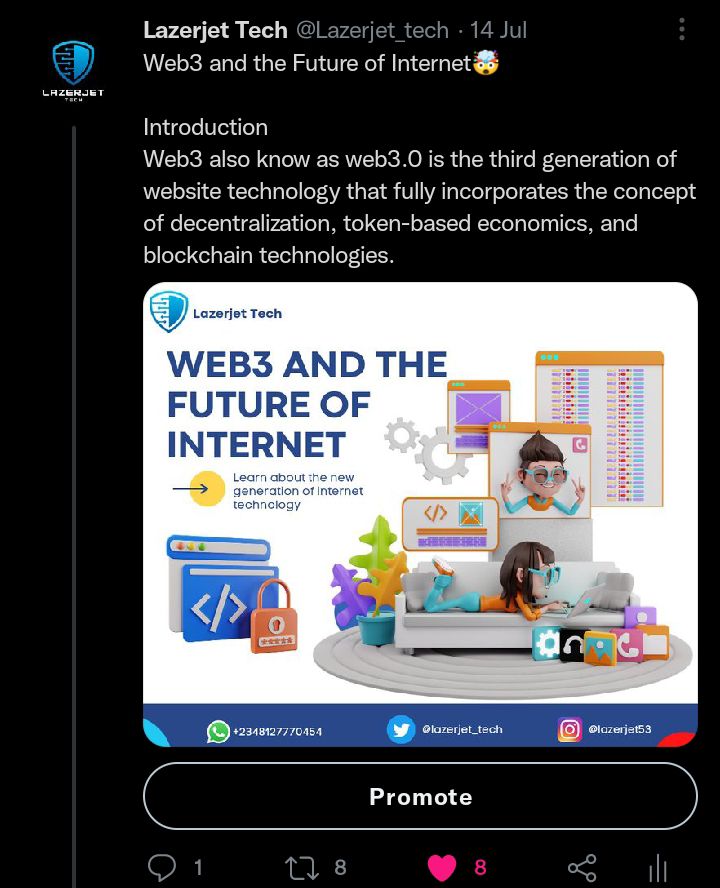 Lazerjet Tech @Lazerjet_tech · 14 Jul
Web3 and the Future of Internet🤯
LAZERJET
TECH
Introduction
Web3 also know as web3.0 is the third generation of
website technology that fully incorporates the concept
of decentralization, token-based economics, and
blockchain technologies.
Lazerjet Tech
WEB3 AND THE
FUTURE OF
INTERNET
Learn about the new
generation of internet
technology
</>
</>
*****
+2348127770454
@lazerjet_tech
@lazerjet53
Promote
1
8
8